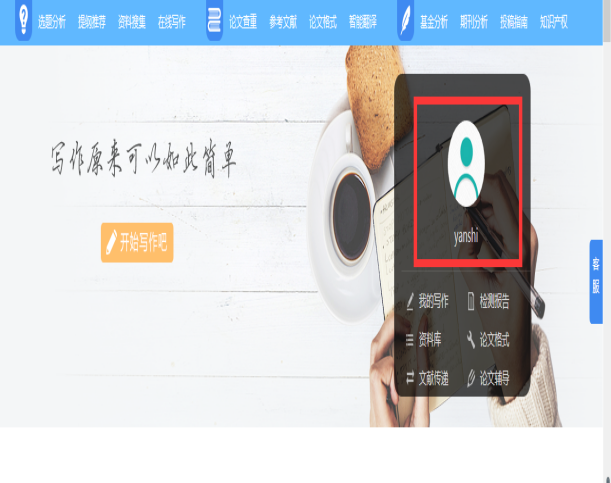 选题分析 提纲推荐 资料搜集 在线写作 论文查重 参考文献 论文格式 智能翻译 基金分析 期刊分析 投稿指南 知识产权
写作原来可以如此简单
开始写作吧
yanshi
我的写作 检测报告
资料库 论文格式
文献传递 论文辅导
客服